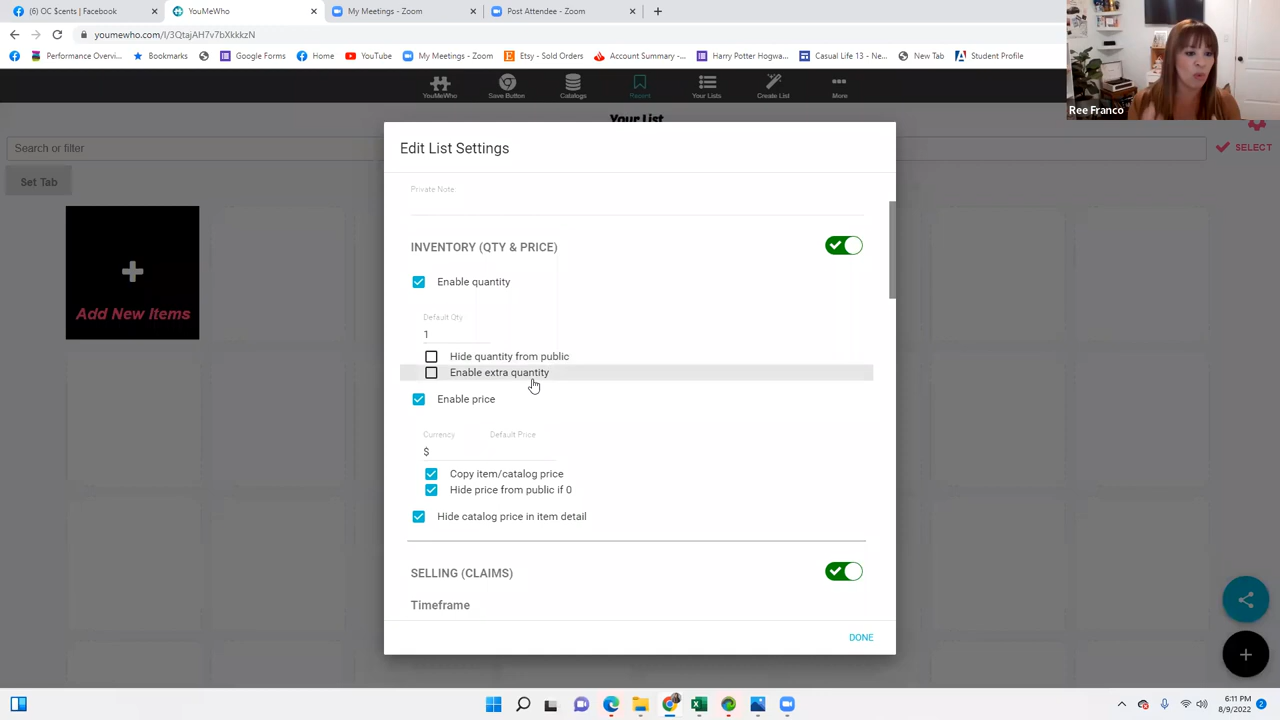 (6) OC $cents | Facebook
YouMeWho
My Meetings - Zoom
Post Attendee - Zoom
youmewho.com/l/3QtajAH7v7bXkkkzN
Performance Overvi...
Bookmarks
Google Forms
Home
YouTube
My Meetings - Zoom
Etsy - Sold Orders
Account Summary -...
Harry Potter Hogwa...
Casual Life 13 – Ne...
New Tab
Student Profile
YouMeWho
Save Button
Catalogs
Recent
Your Lists
Create List
More
Ree Franco
Your List
Search or filter
SELECT
Set Tab
Add New Items
Edit List Settings
Private Note:
INVENTORY (QTY & PRICE)
Enable quantity
Default Qty
1
Hide quantity from public
Enable extra quantity
Enable price
Currency
Default Price
$
Copy item/catalog price
Hide price from public if 0
Hide catalog price in item detail
SELLING (CLAIMS)
Timeframe
DONE
6:11 PM
8/9/2022
2